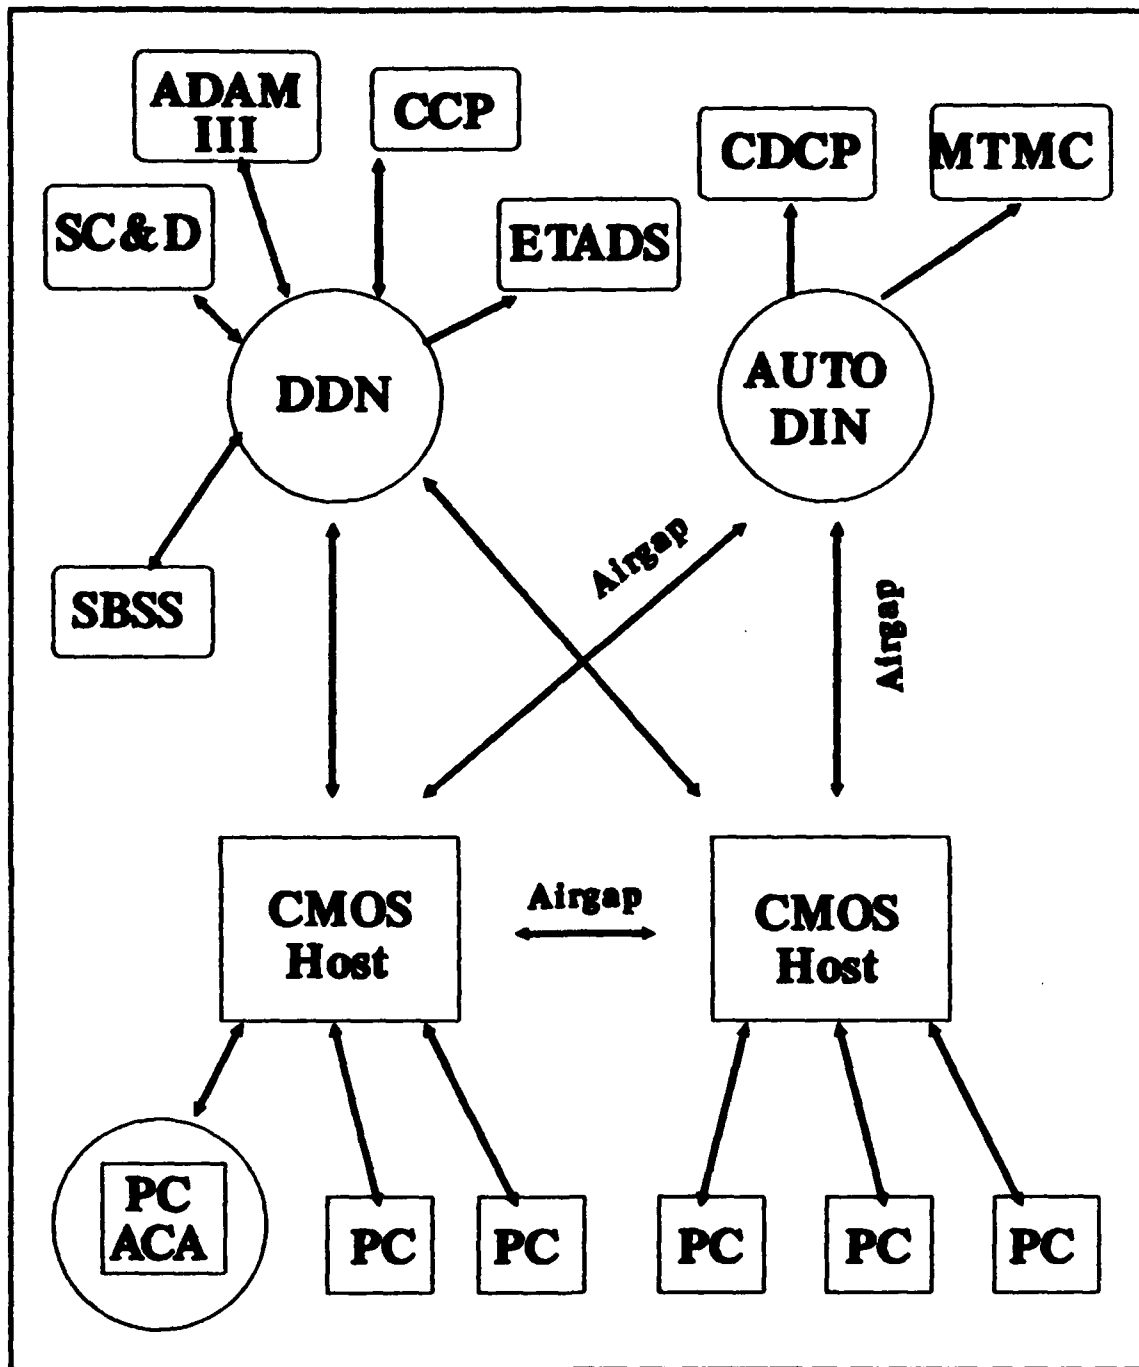 ADAM
III
CCP
CDCP
MTMC
SC&D
ETADS
DDN
AUTO
DIN
Airgap
Airgap
SBSS
CMOS
Host
Airgap
CMOS
Host
PC
ACA
PC
PC
PC
PC
PC